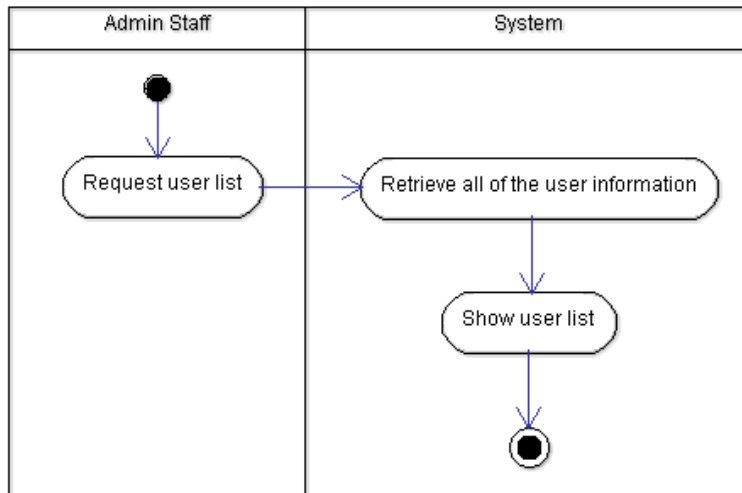 Admin Staff
System
Request user list
Retrieve all of the user information
Show user list